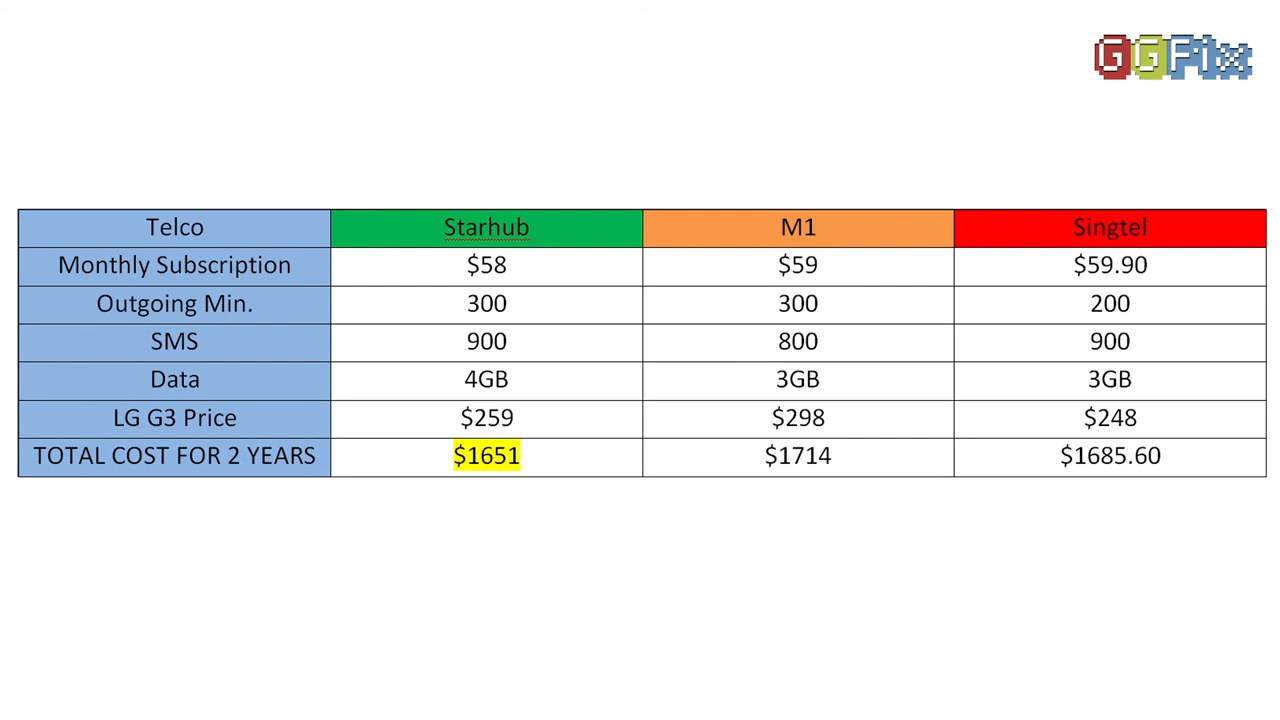 GGFix
Telco Starhub M1 Singtel
Monthly Subscription $58 $59 $59.90
Outgoing Min. 300 300 200
SMS 900 800 900
Data 4GB 3GB 3GB
LG G3 Price $259 $298 $248
TOTAL COST FOR 2 YEARS $1651 $1714 $1685.60